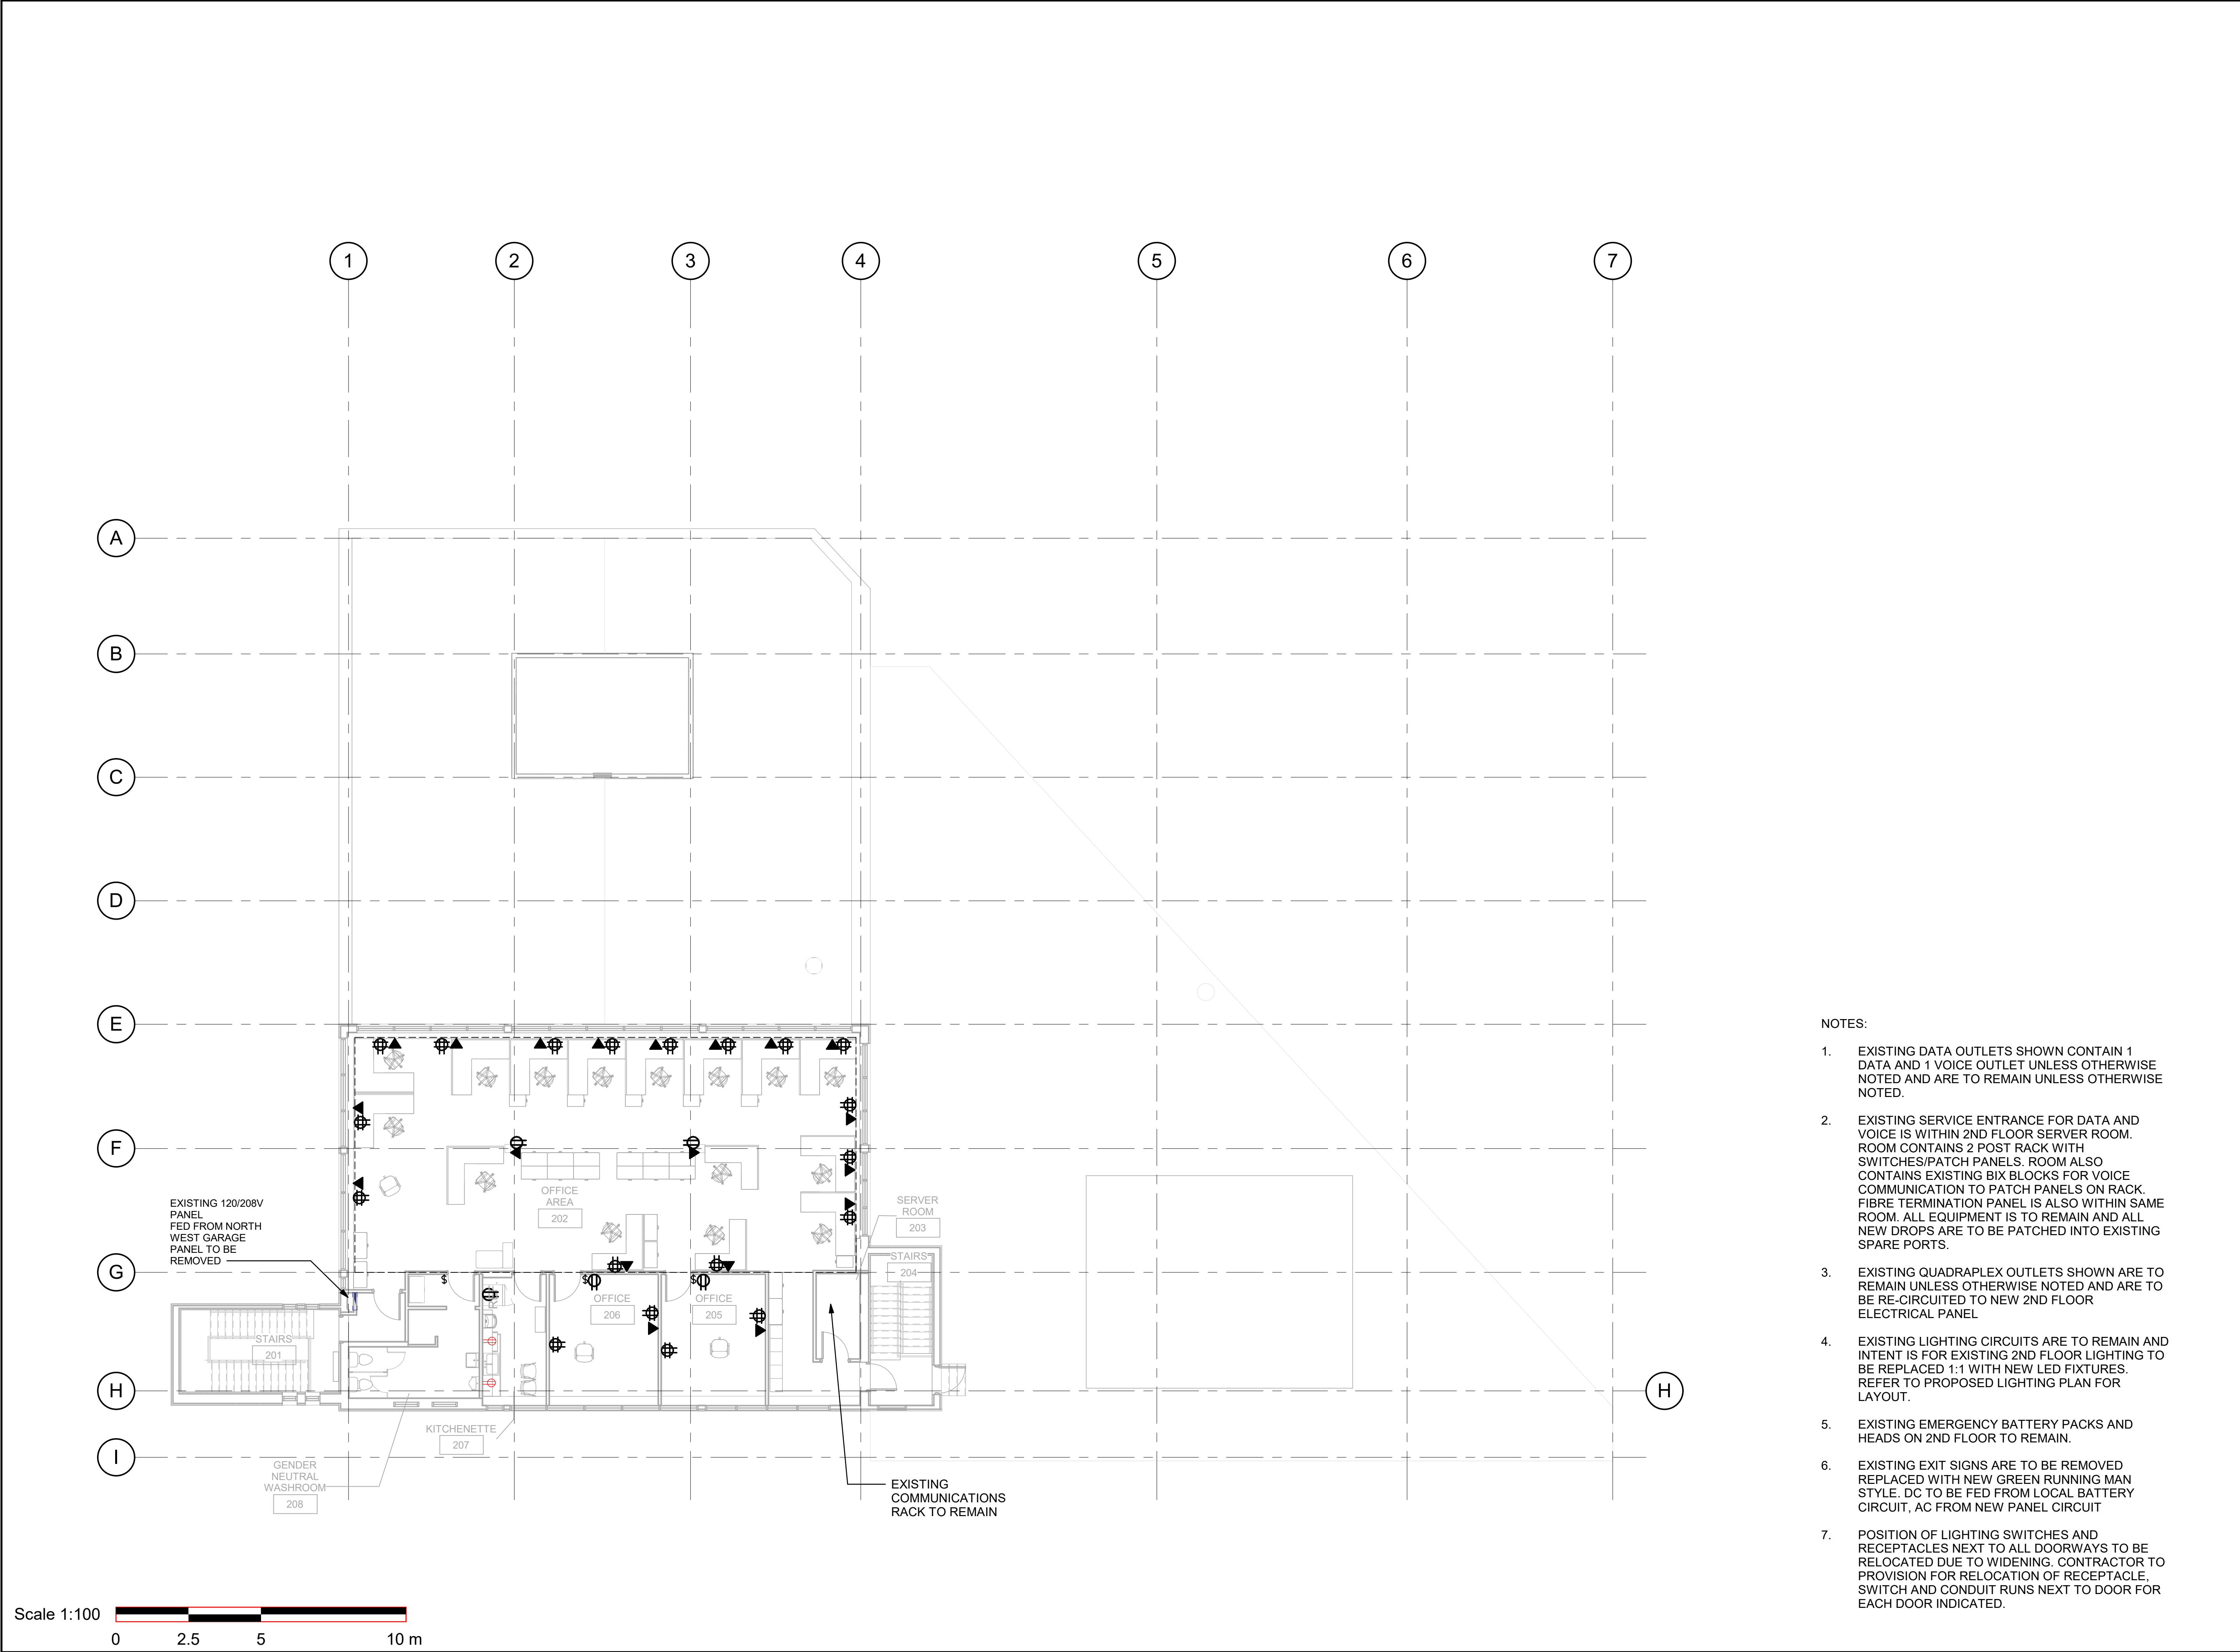 1 2 3 4 5 6 7
A
B
C
D
E
F
G
H
H
I
EXISTING 120/208V
PANEL
FED FROM NORTH
WEST GARAGE
PANEL TO BE
REMOVED
OFFICE
AREA
202
SERVER
ROOM
203
STAIRS
204
$
$
$
OFFICE
206
OFFICE
205
STAIRS
201
KITCHENETTE
207
GENDER
NEUTRAL
WASHROOM
208
EXISTING
COMMUNICATIONS
RACK TO REMAIN
Scale 1:100
0 2.5 5 10 m
NOTES:
1. EXISTING DATA OUTLETS SHOWN CONTAIN 1
DATA AND 1 VOICE OUTLET UNLESS OTHERWISE
NOTED AND ARE TO REMAIN UNLESS OTHERWISE
NOTED.
2. EXISTING SERVICE ENTRANCE FOR DATA AND
VOICE IS WITHIN 2ND FLOOR SERVER ROOM.
ROOM CONTAINS 2 POST RACK WITH
SWITCHES/PATCH PANELS. ROOM ALSO
CONTAINS EXISTING BIX BLOCKS FOR VOICE
COMMUNICATION TO PATCH PANELS ON RACK.
FIBRE TERMINATION PANEL IS ALSO WITHIN SAME
ROOM. ALL EQUIPMENT IS TO REMAIN AND ALL
NEW DROPS ARE TO BE PATCHED INTO EXISTING
SPARE PORTS.
3. EXISTING QUADRAPLEX OUTLETS SHOWN ARE TO
REMAIN UNLESS OTHERWISE NOTED AND ARE TO
BE RE-CIRCUITED TO NEW 2ND FLOOR
ELECTRICAL PANEL
4. EXISTING LIGHTING CIRCUITS ARE TO REMAIN AND
INTENT IS FOR EXISTING 2ND FLOOR LIGHTING TO
BE REPLACED 1:1 WITH NEW LED FIXTURES.
REFER TO PROPOSED LIGHTING PLAN FOR
LAYOUT.
5. EXISTING EMERGENCY BATTERY PACKS AND
HEADS ON 2ND FLOOR TO REMAIN.
6. EXISTING EXIT SIGNS ARE TO BE REMOVED
REPLACED WITH NEW GREEN RUNNING MAN
STYLE. DC TO BE FED FROM LOCAL BATTERY
CIRCUIT, AC FROM NEW PANEL CIRCUIT
7. POSITION OF LIGHTING SWITCHES AND
RECEPTACLES NEXT TO ALL DOORWAYS TO BE
RELOCATED DUE TO WIDENING. CONTRACTOR TO
PROVISION FOR RELOCATION OF RECEPTACLE,
SWITCH AND CONDUIT RUNS NEXT TO DOOR FOR
EACH DOOR INDICATED.